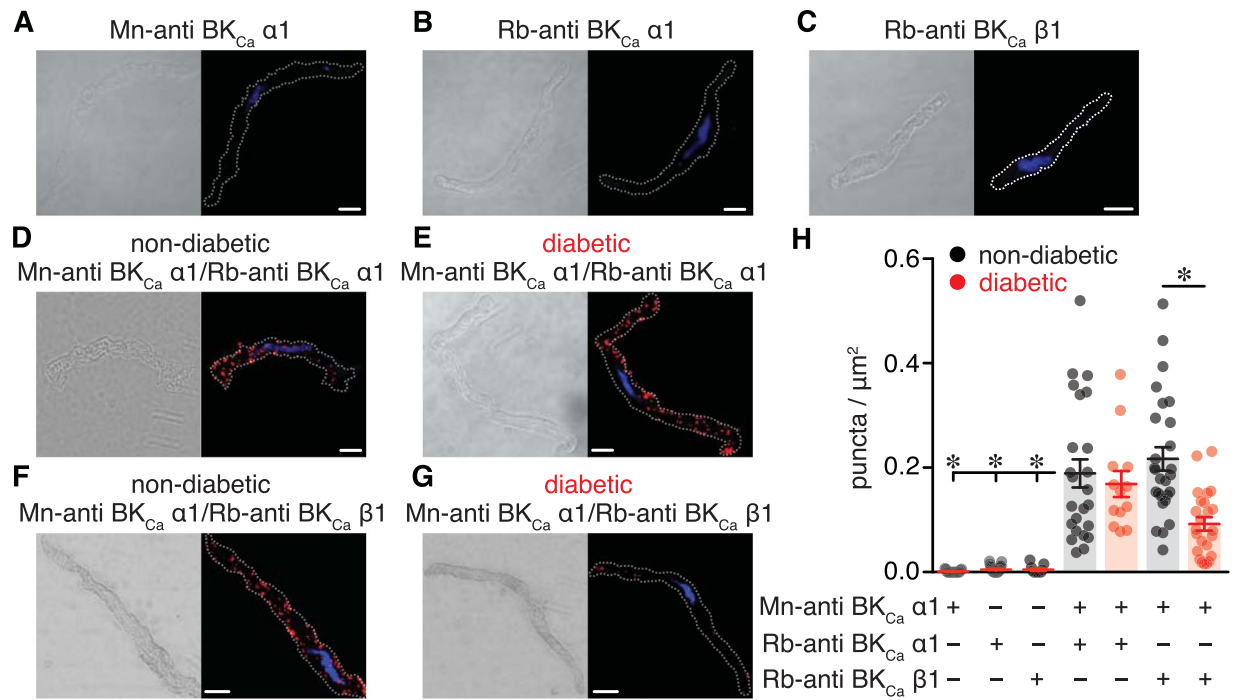 A
Mn-anti BKCa α1
B
Rb-anti BKCa α1
C
Rb-anti BKCa β1
D
non-diabetic
Mn-anti BKCa α1/Rb-anti BKCa α1
E
diabetic
Mn-anti BKCa α1/Rb-anti BKCa α1
F
non-diabetic
Mn-anti BKCa α1/Rb-anti BKCa β1
G
diabetic
Mn-anti BKCa α1/Rb-anti BKCa β1
H
non-diabetic
diabetic
puncta / μm²
0.6
0.4
0.2
0.0
*
* * *
Mn-anti BKCa α1 + – – + + + +
Rb-anti BKCa α1 – + – + + – –
Rb-anti BKCa β1 – – + – – + +